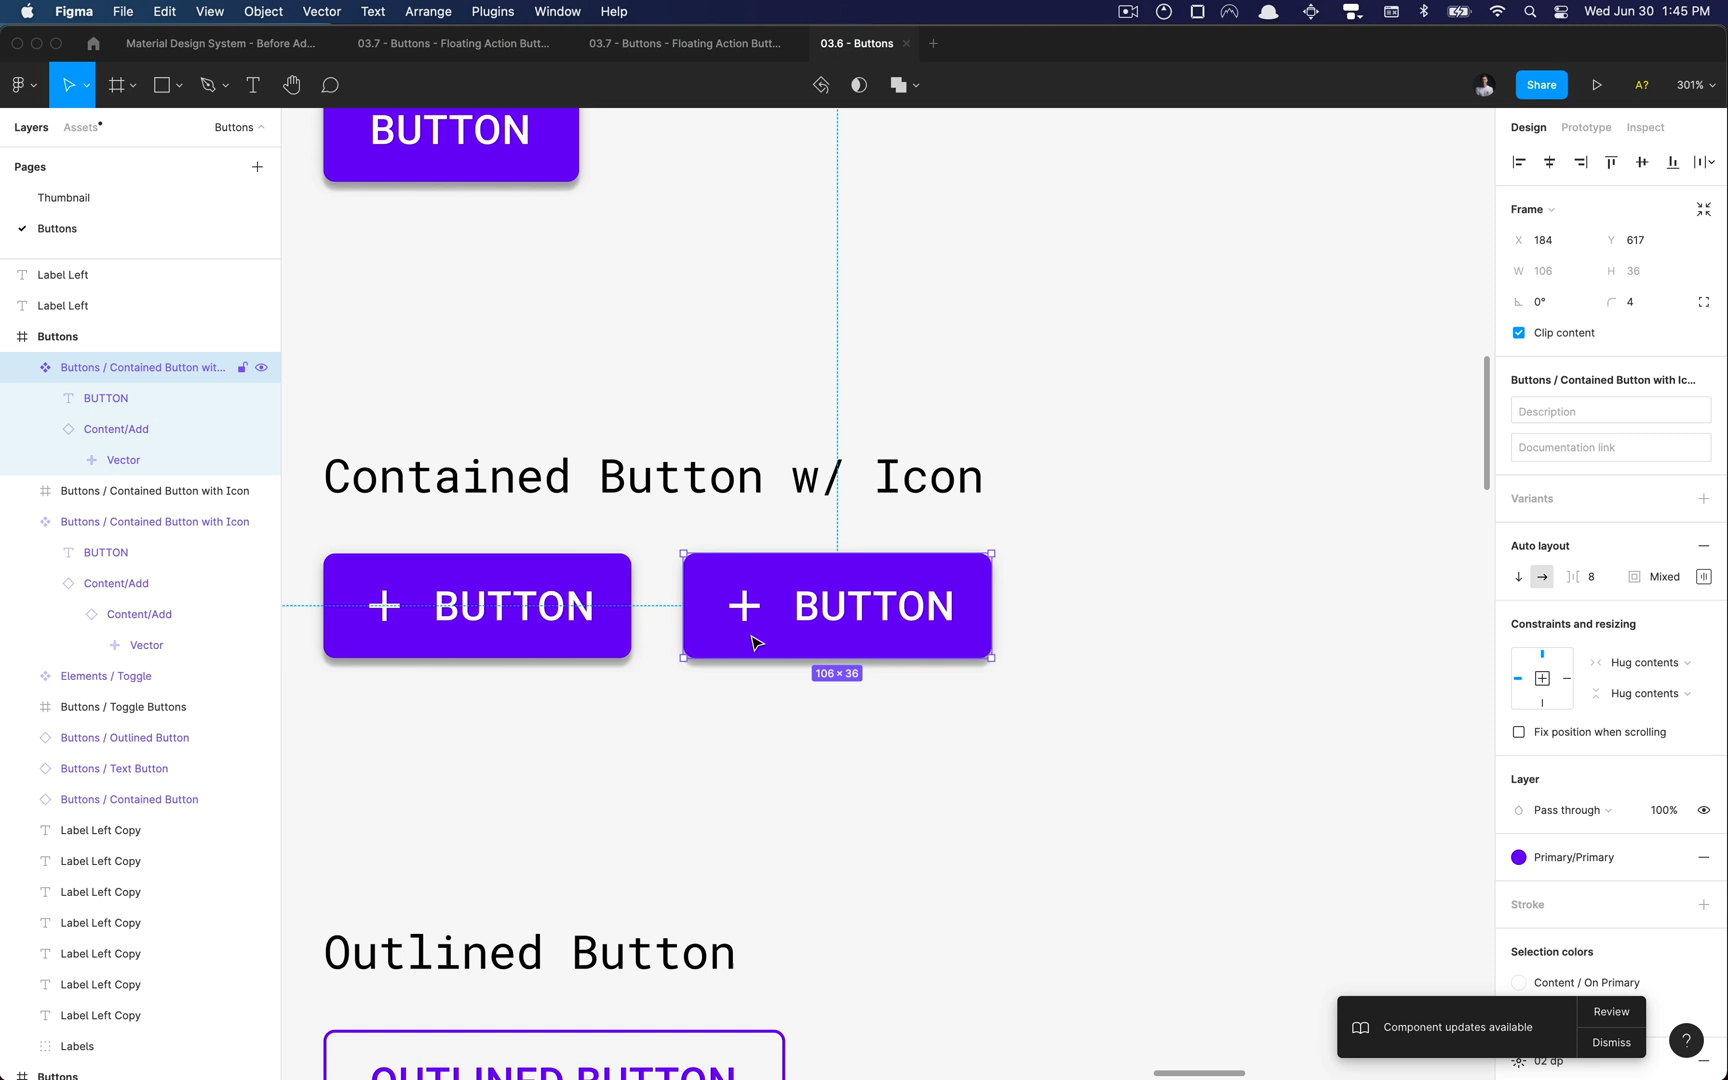 Figma File Edit View Object Vector Text Arrange Plugins Window Help Wed Jun 30 1:45 PM
Material Design System - Before Ad... 03.7 - Buttons - Floating Action Butt... 03.7 - Buttons - Floating Action Butt... 03.6 - Buttons
Share A? 301%
Layers Assets Buttons
Pages
Thumbnail
Buttons
Label Left
Label Left
Buttons
Buttons / Contained Button wit...
BUTTON
Content/Add
Vector
Buttons / Contained Button with Icon
Buttons / Contained Button with Icon
BUTTON
Content/Add
Content/Add
Vector
Elements / Toggle
Buttons / Toggle Buttons
Buttons / Outlined Button
Buttons / Text Button
Buttons / Contained Button
Label Left Copy
Label Left Copy
Label Left Copy
Label Left Copy
Label Left Copy
Label Left Copy
Label Left Copy
Labels
Buttons
BUTTON
Contained Button w/ Icon
BUTTON BUTTON
106 × 36
Outlined Button
OUTLINED BUTTON
Design Prototype Inspect
Frame
X 184 Y 617
W 106 H 36
0° 4
Clip content
Buttons / Contained Button with Ic...
Description
Documentation link
Variants
Auto layout
8 Mixed
Constraints and resizing
Hug contents
Hug contents
Fix position when scrolling
Layer
Pass through 100%
Primary/Primary
Stroke
Selection colors
Content / On Primary
Component updates available
Review
Dismiss
?
02 dp